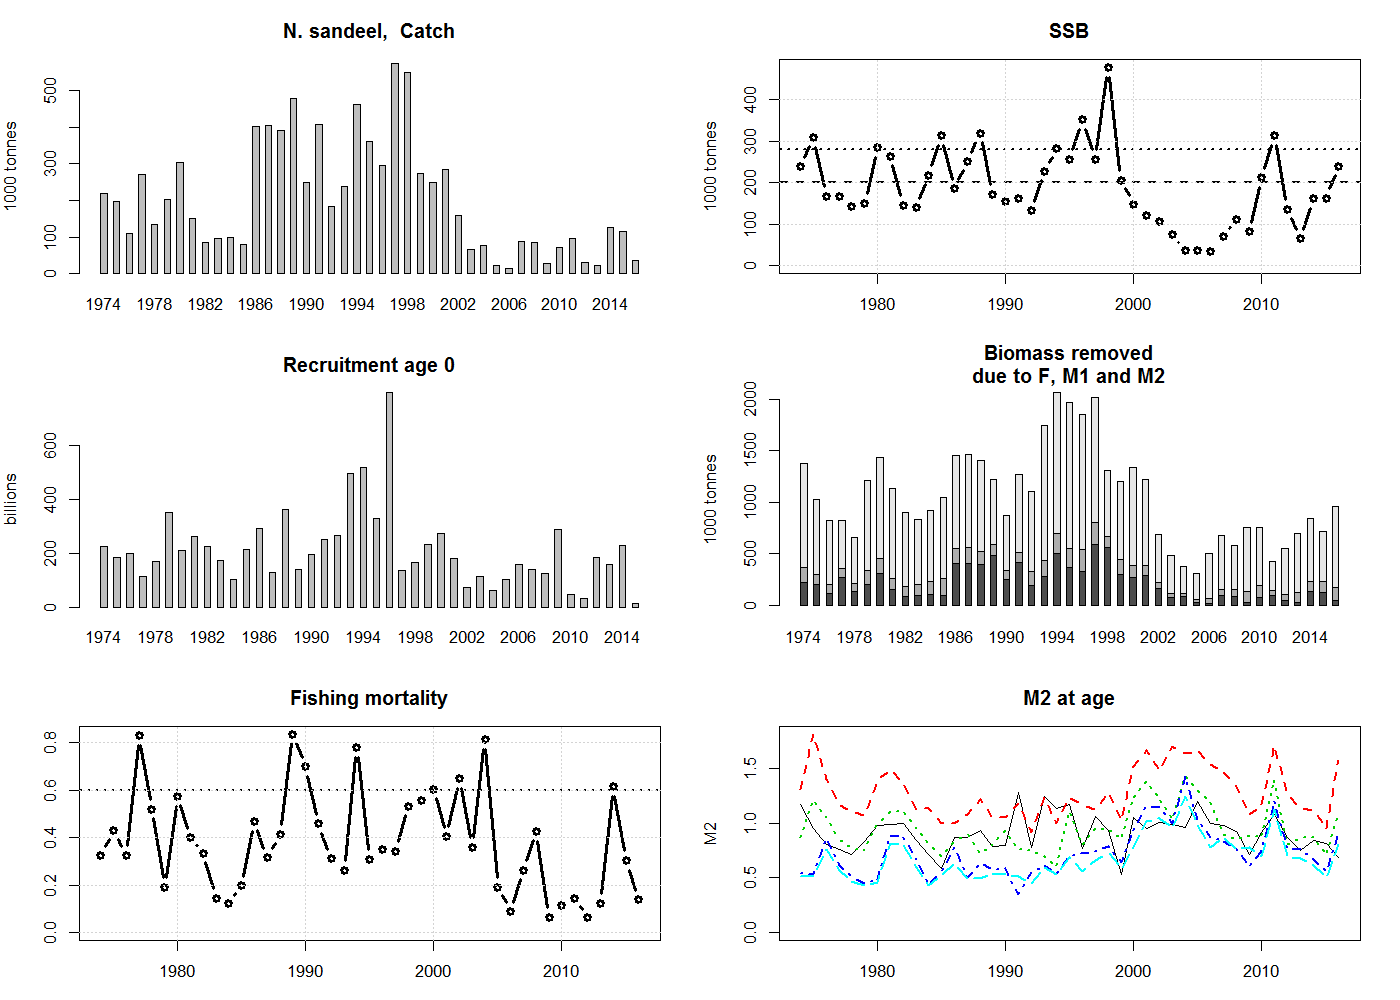 N. sandeel,  Catch
1000 tonnes
0 100 300 500
1974 1978 1982 1986 1990 1994 1998 2002 2006 2010 2014
SSB
1000 tonnes
0 100 200 300 400
1980 1990 2000 2010
Recruitment age 0
billions
0 200 400 600
1974 1978 1982 1986 1990 1994 1998 2002 2006 2010 2014
Biomass removed
due to F, M1 and M2
1000 tonnes
0 500 1000 1500 2000
1974 1978 1982 1986 1990 1994 1998 2002 2006 2010 2014
Fishing mortality
0.0 0.2 0.4 0.6 0.8
1980 1990 2000 2010
M2 at age
M2
0.0 0.5 1.0 1.5
1980 1990 2000 2010